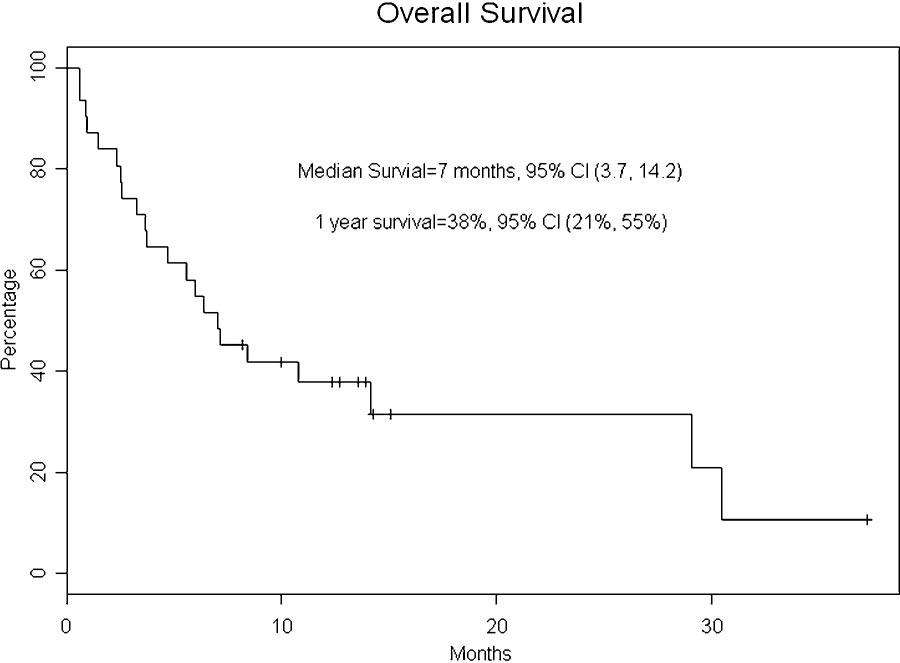 Overall Survival
100
80
60
40
20
0
Percentage
Median Survial=7 months, 95% CI (3.7, 14.2)
1 year survival=38%, 95% CI (21%, 55%)
0 10 20 30
Months